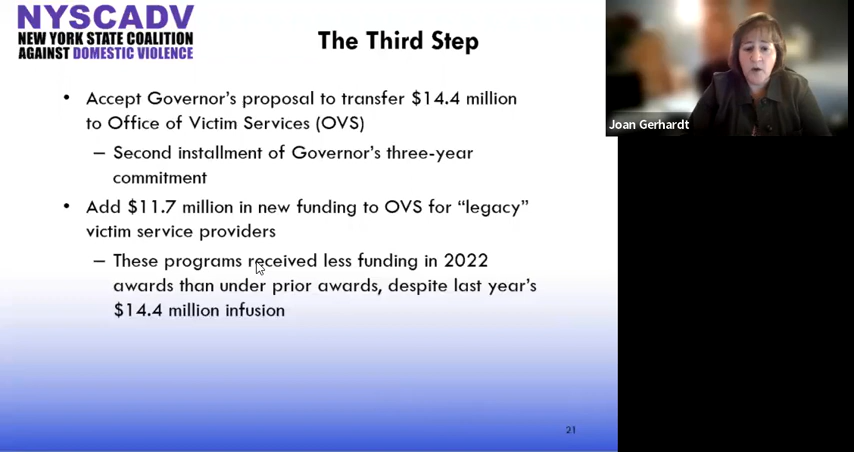 NYSCADV
NEW YORK STATE COALITION
AGAINST DOMESTIC VIOLENCE
The Third Step
• Accept Governor's proposal to transfer $14.4 million
to Office of Victim Services (OVS)
– Second installment of Governor's three-year
commitment
• Add $11.7 million in new funding to OVS for "legacy"
victim service providers
– These programs received less funding in 2022
awards than under prior awards, despite last year's
$14.4 million infusion
21
Joan Gerhardt